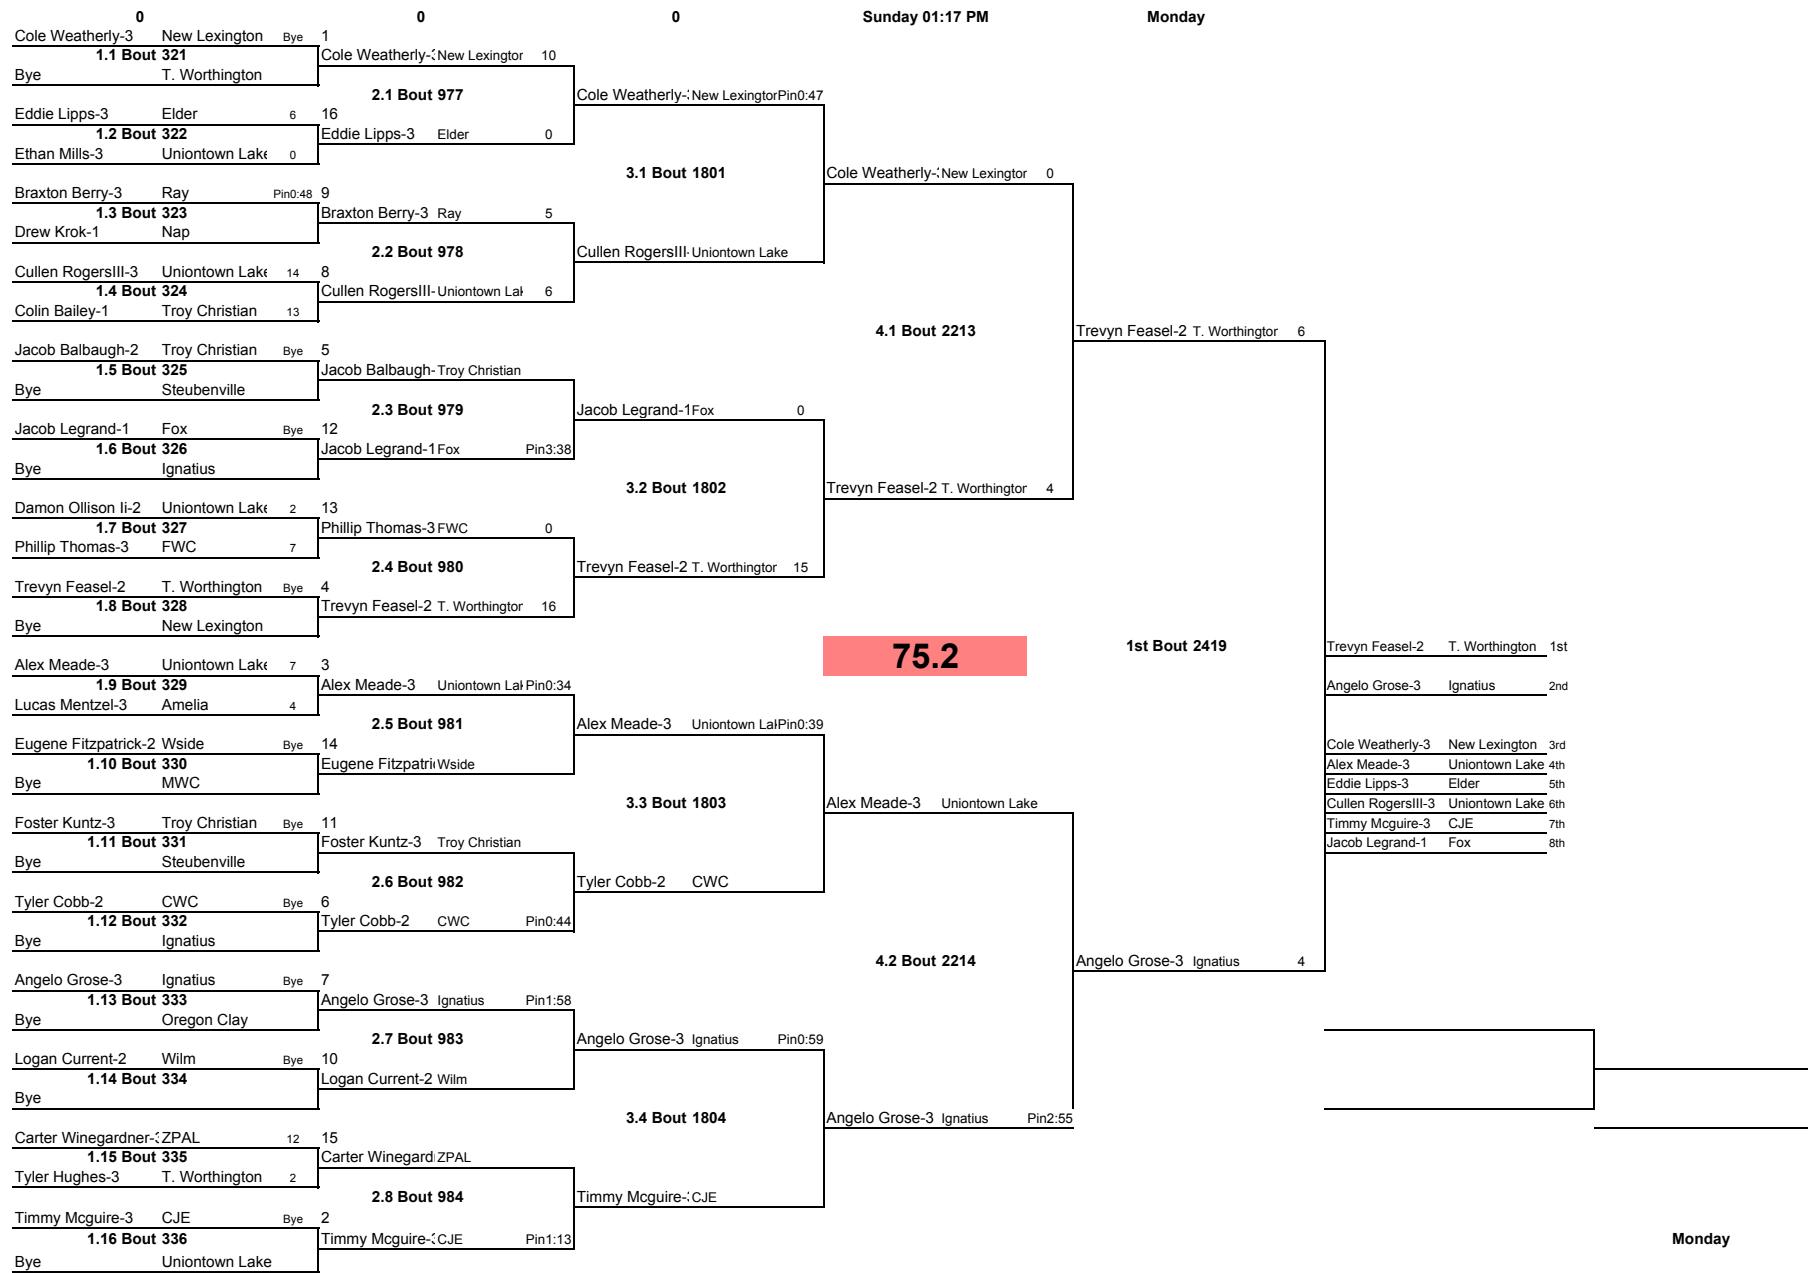 0 0 0 Sunday 01:17 PM Monday
Cole Weatherly-3 New Lexington Bye 1
1.1 Bout 321 Cole Weatherly- New Lexington 10
Bye T. Worthington
2.1 Bout 977 Cole Weatherly- New Lexington Pin0:47
Eddie Lipps-3 Elder 6 16
1.2 Bout 322 Eddie Lipps-3 Elder 0
Ethan Mills-3 Uniontown Lake 0
3.1 Bout 1801 Cole Weatherly- New Lexington 0
Braxton Berry-3 Ray Pin0:48 9
1.3 Bout 323 Braxton Berry-3 Ray 5
Drew Krok-1 Nap
2.2 Bout 978 Cullen RogersIII- Uniontown Lake
Cullen RogersIII-3 Uniontown Lake 14 8
1.4 Bout 324 Cullen RogersIII- Uniontown Lak 6
Colin Bailey-1 Troy Christian 13
4.1 Bout 2213 Trevyn Feasel-2 T. Worthington 6
Jacob Balbaugh-2 Troy Christian Bye 5
1.5 Bout 325 Jacob Balbaugh- Troy Christian
Bye Steubenville
2.3 Bout 979 Jacob Legrand-1 Fox 0
Jacob Legrand-1 Fox Bye 12
1.6 Bout 326 Jacob Legrand-1 Fox Pin3:38
Bye Ignatius
3.2 Bout 1802 Trevyn Feasel-2 T. Worthington 4
Damon Ollison Ii-2 Uniontown Lake 2 13
1.7 Bout 327 Phillip Thomas-3 FWC 0
Phillip Thomas-3 FWC 7
2.4 Bout 980 Trevyn Feasel-2 T. Worthington 15
Trevyn Feasel-2 T. Worthington Bye 4
1.8 Bout 328 Trevyn Feasel-2 T. Worthington 16
Bye New Lexington
75.2 1st Bout 2419 Trevyn Feasel-2 T. Worthington 1st
Alex Meade-3 Uniontown Lake 7 3
1.9 Bout 329 Alex Meade-3 Uniontown Lak Pin0:34 Angelo Grose-3 Ignatius 2nd
Lucas Mentzel-3 Amelia 4
2.5 Bout 981 Alex Meade-3 Uniontown Lak Pin0:39
Eugene Fitzpatrick-2 Wside Bye 14 Cole Weatherly-3 New Lexington 3rd
1.10 Bout 330 Eugene Fitzpatri Wside Alex Meade-3 Uniontown Lake 4th
Bye MWC Eddie Lipps-3 Elder 5th
3.3 Bout 1803 Alex Meade-3 Uniontown Lake Cullen RogersIII-3 Uniontown Lake 6th
Foster Kuntz-3 Troy Christian Bye 11 Timmy Mcguire-3 CJE 7th
1.11 Bout 331 Foster Kuntz-3 Troy Christian Jacob Legrand-1 Fox 8th
Bye Steubenville
2.6 Bout 982 Tyler Cobb-2 CWC
Tyler Cobb-2 CWC Bye 6
1.12 Bout 332 Tyler Cobb-2 CWC Pin0:44
Bye Ignatius
4.2 Bout 2214 Angelo Grose-3 Ignatius 4
Angelo Grose-3 Ignatius Bye 7
1.13 Bout 333 Angelo Grose-3 Ignatius Pin1:58
Bye Oregon Clay
2.7 Bout 983 Angelo Grose-3 Ignatius Pin0:59
Logan Current-2 Wilm Bye 10
1.14 Bout 334 Logan Current-2 Wilm
Bye
3.4 Bout 1804 Angelo Grose-3 Ignatius Pin2:55
Carter Winegardner- ZPAL 12 15
1.15 Bout 335 Carter Winegard ZPAL
Tyler Hughes-3 T. Worthington 2
2.8 Bout 984 Timmy Mcguire- CJE
Timmy Mcguire-3 CJE Bye 2
1.16 Bout 336 Timmy Mcguire- CJE Pin1:13 Monday
Bye Uniontown Lake